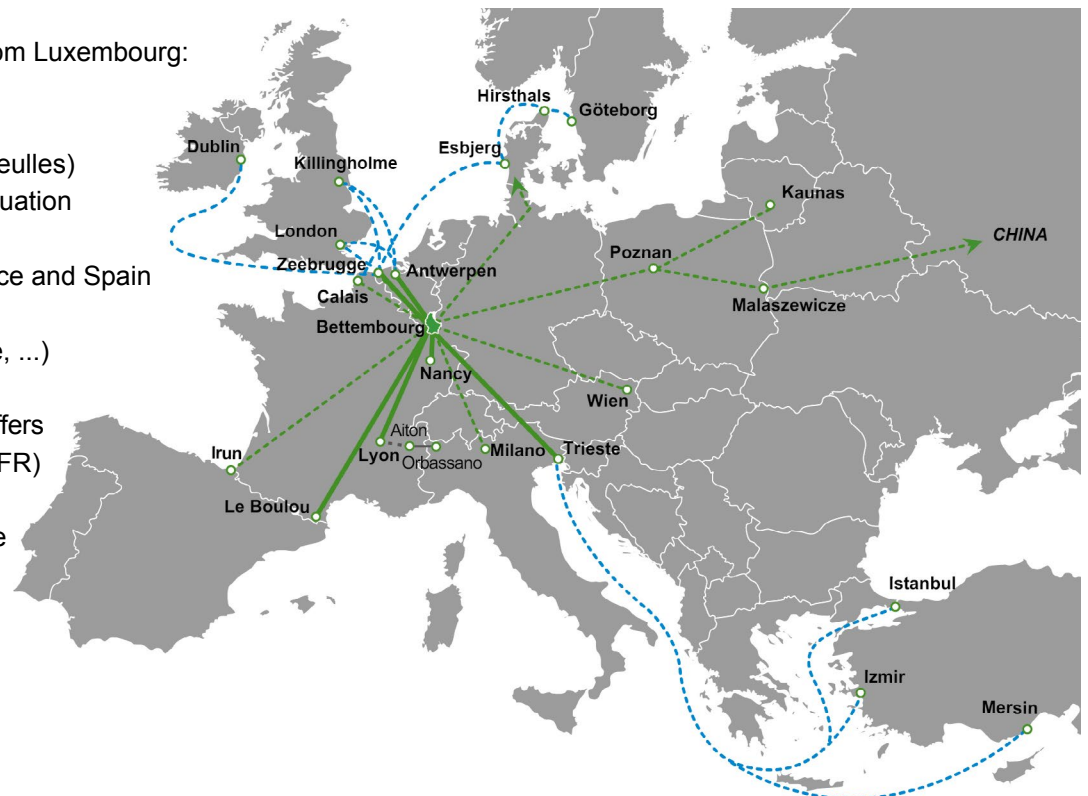 om Luxembourg:
eulles)
uation
ce and Spain
e, ...)
ffers
FR)
e
Hirsthals
Göteborg
Dublin
Killingholme
Esbjerg
Kaunas
London
CHINA
Poznan
Zeebrugge
Antwerpen
Calais
Malaszewicze
Bettembourg
Nancy
Wien
Aiton
Irun
Lyon
Milano
Trieste
Orbassano
Le Boulou
Istanbul
Izmir
Mersin